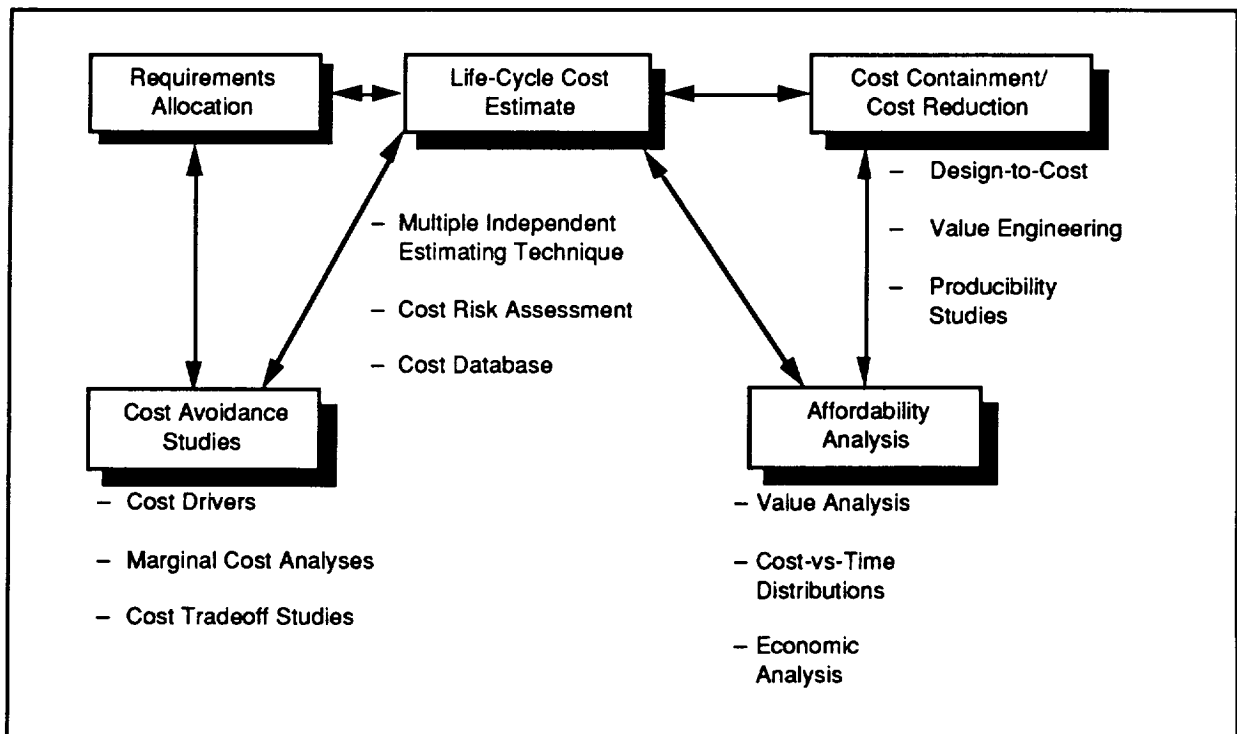 Requirements
Allocation
Life-Cycle Cost
Estimate
Cost Containment/
Cost Reduction
– Design-to-Cost
– Value Engineering
– Producibility
Studies
– Multiple Independent
Estimating Technique
– Cost Risk Assessment
– Cost Database
Cost Avoidance
Studies
– Cost Drivers
– Marginal Cost Analyses
– Cost Tradeoff Studies
Affordability
Analysis
– Value Analysis
– Cost-vs-Time
Distributions
– Economic
Analysis